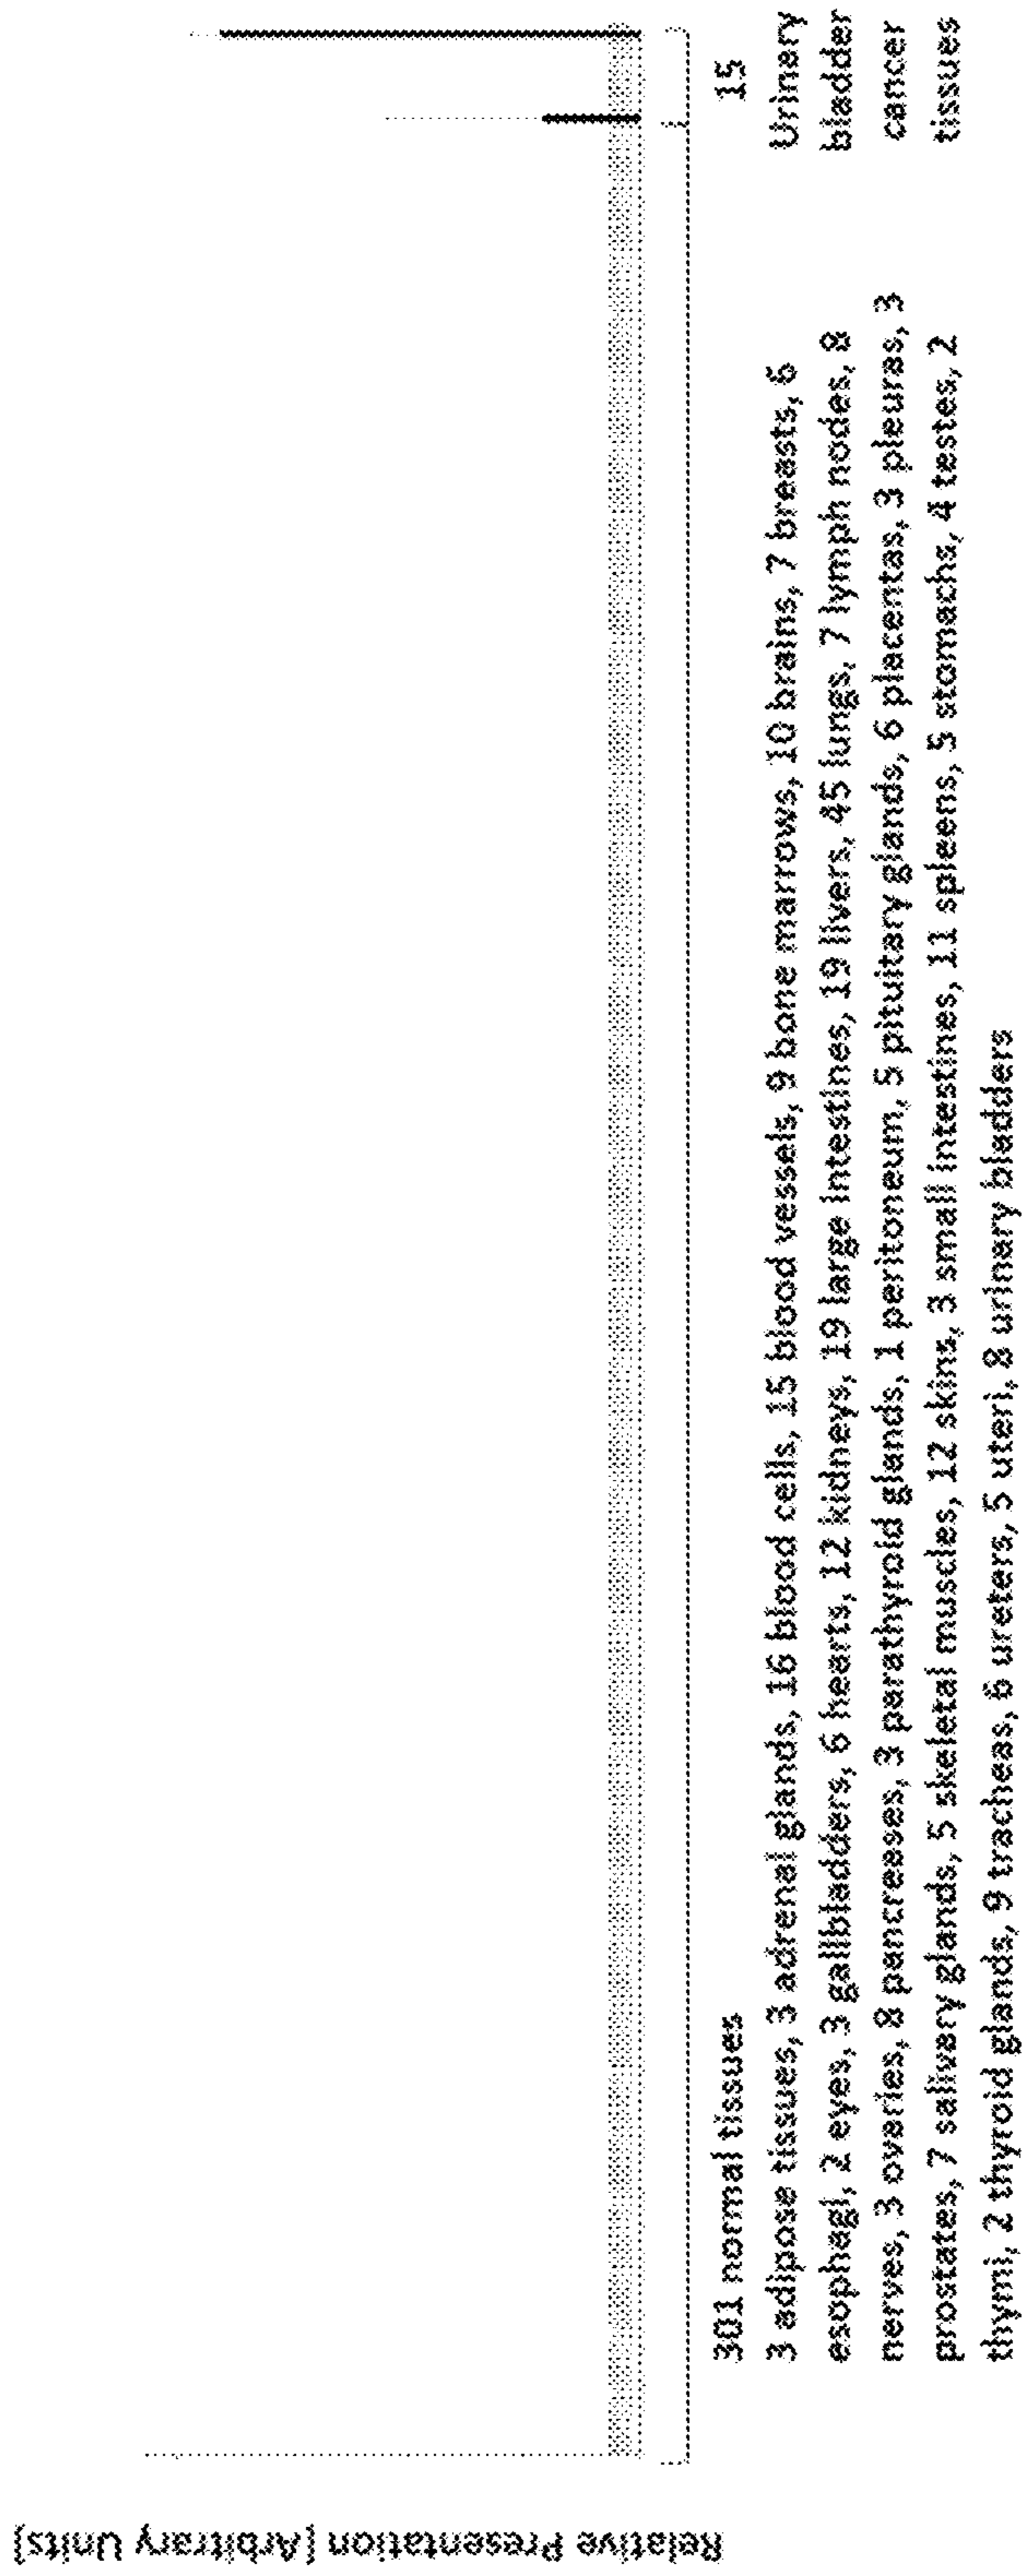 Relative Presentation [Arbitrary Units]
301 normal tissues
3 adipose tissues, 3 adrenal glands, 16 blood cells, 15 blood vessels, 9 bone marrows, 10 brains, 7 breasts, 6
esophagi, 2 eyes, 3 gallbladders, 6 hearts, 12 kidneys, 19 large intestines, 19 livers, 45 lungs, 7 lymph nodes, 8
nerves, 3 ovaries, 8 pancreeses, 3 parathyroid glands, 1 peritoneum, 5 pituitary glands, 6 placentas, 3 pleuras, 3
prostates, 7 salivary glands, 5 skeletal muscles, 12 skins, 3 small intestines, 11 spleens, 5 stomachs, 4 testes, 2
thymi, 2 thyroid glands, 9 tracheas, 6 ureters, 5 uteri, 8 urinary bladders
15
Urinary
bladder
cancer
tissues